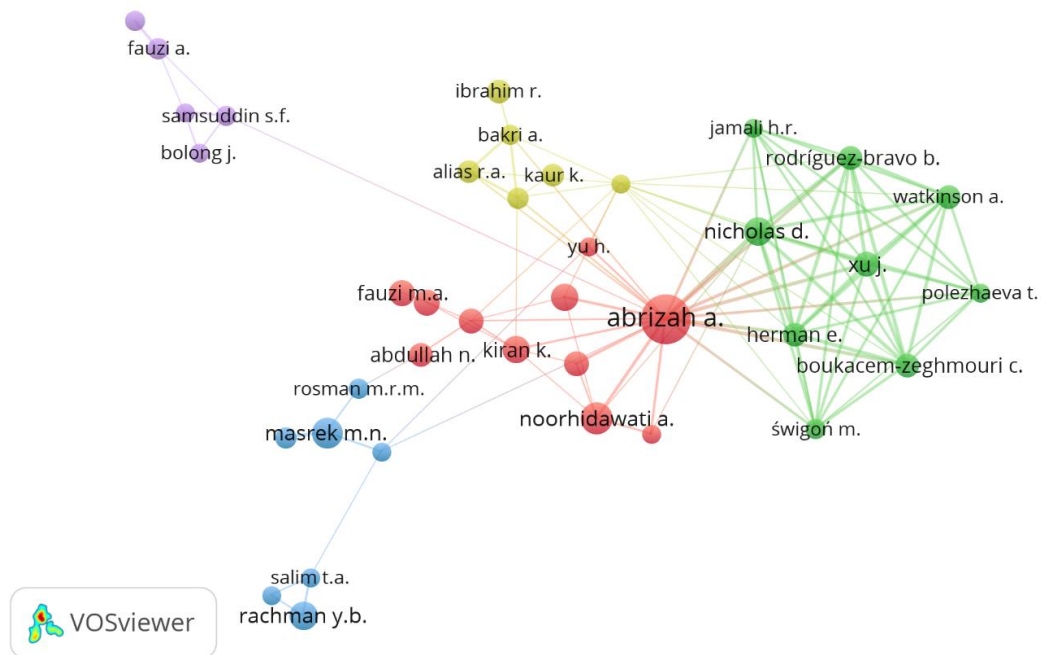 fauzi a.
samsuddin s.f.
bolong j.
ibrahim r.
bakri a.
alias r.a.
kaur k.
jamali h.r.
rodríguez-bravo b.
watkinson a.
nicholas d.
yu h.
xu j.
fauzi m.a.
polezhaeva t.
abrizah a.
herman e.
abdullah n.
kiran k.
boukacem-zeghmouri c.
rosman m.r.m.
noorhidawati a.
masrek m.n.
świgoń m.
salim t.a.
rachman y.b.
VOSviewer